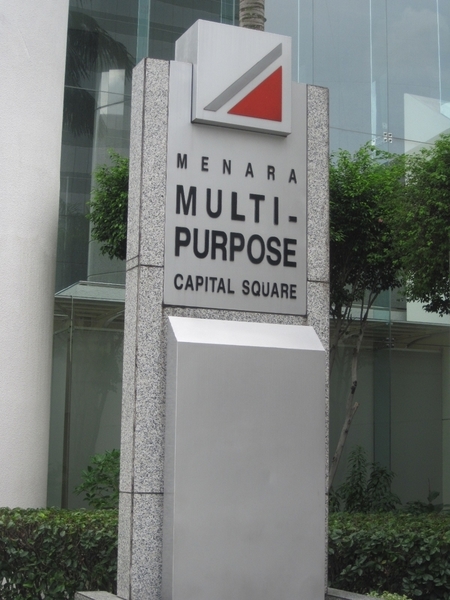 MENARA
MULTI-
PURPOSE
CAPITAL SQUARE